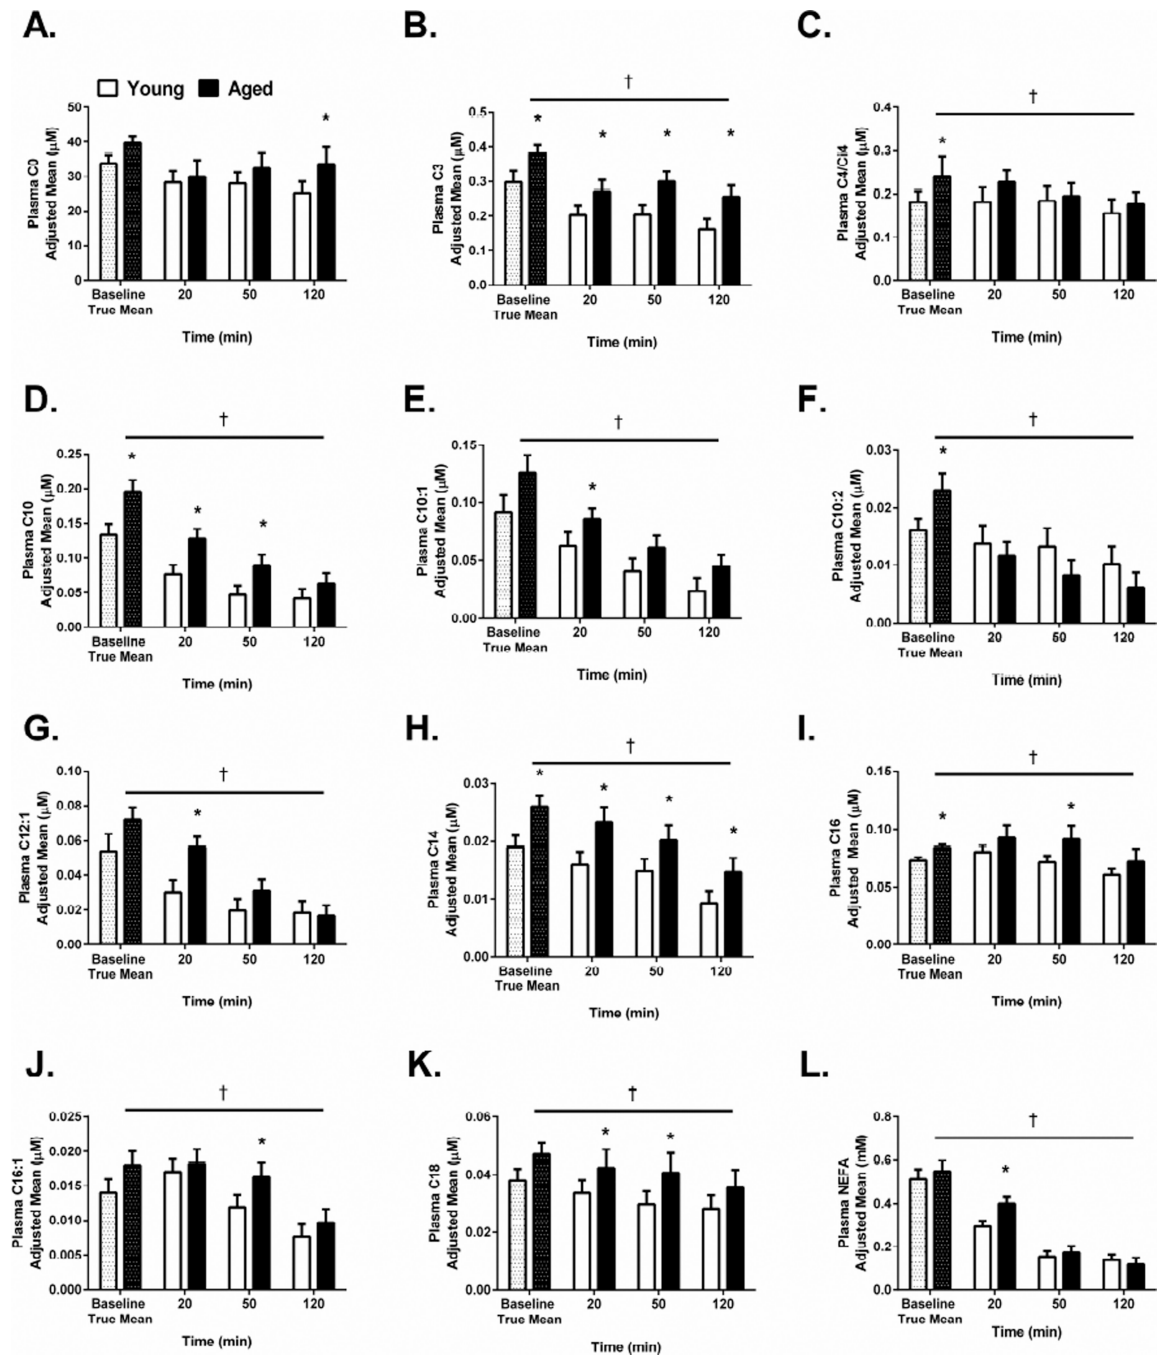 A.
B.
C.
Young
Aged
Plasma C0
Adjusted Mean (µM)
50
40
30
20
10
0
*
Baseline
True Mean
20
50
120
Time (min)
†
Plasma C3
Adjusted Mean (µM)
0.5
0.4
0.3
0.2
0.1
0.0
*
*
*
*
Baseline
True Mean
20
50
120
Time (min)
†
Plasma C4/Ci4
Adjusted Mean (µM)
0.4
0.3
0.2
0.1
0.0
*
Baseline
True Mean
20
50
120
Time (min)
D.
E.
F.
†
Plasma C10
Adjusted Mean (µM)
0.25
0.20
0.15
0.10
0.05
0.00
*
*
*
Baseline
True Mean
20
50
120
Time (min)
†
Plasma C10:1
Adjusted Mean (µM)
0.15
0.10
0.05
0.00
*
Baseline
True Mean
20
50
120
Time (min)
†
Plasma C10:2
Adjusted Mean (µM)
0.03
0.02
0.01
0.00
*
Baseline
True Mean
20
50
120
Time (min)
G.
H.
I.
†
Plasma C12:1
Adjusted Mean (µM)
0.10
0.08
0.06
0.04
0.02
0.00
*
Baseline
True Mean
20
50
120
Time (min)
†
Plasma C14
Adjusted Mean (µM)
0.03
0.02
0.01
0.00
*
*
*
*
Baseline
True Mean
20
50
120
Time (min)
†
Plasma C16
Adjusted Mean (µM)
0.15
0.10
0.05
0.00
*
*
Baseline
True Mean
20
50
120
Time (min)
J.
K.
L.
†
Plasma C16:1
Adjusted Mean (µM)
0.025
0.020
0.015
0.010
0.005
0.000
*
Baseline
True Mean
20
50
120
Time (min)
†
Plasma C18
Adjusted Mean (µM)
0.06
0.04
0.02
0.00
*
*
Baseline
True Mean
20
50
120
Time (min)
†
Plasma NEFA
Adjusted Mean (mM)
0.8
0.6
0.4
0.2
0.0
*
Baseline
True Mean
20
50
120
Time (min)